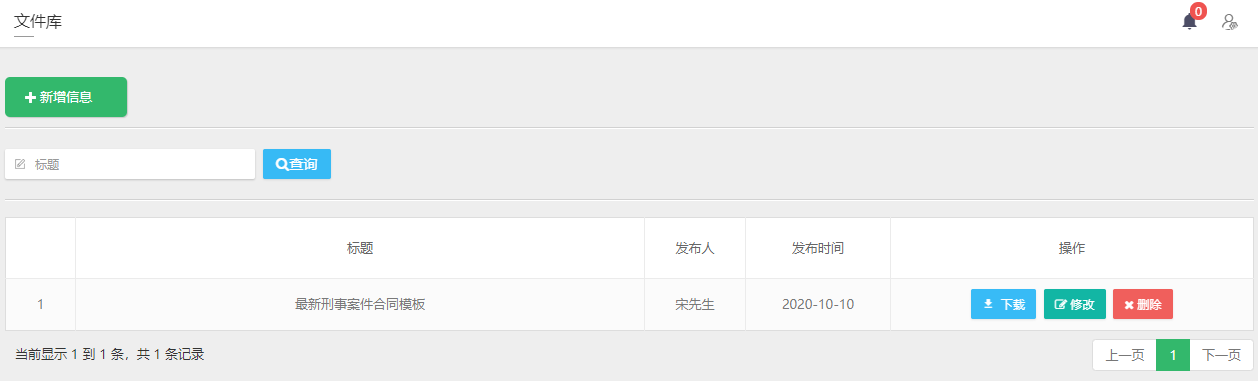 文件库
0
新增信息
标题
查询
标题 发布人 发布时间 操作
1 最新刑事案件合同模板 宋先生 2020-10-10 下载 修改 删除
当前显示 1 到 1 条，共 1 条记录
上一页 1 下一页